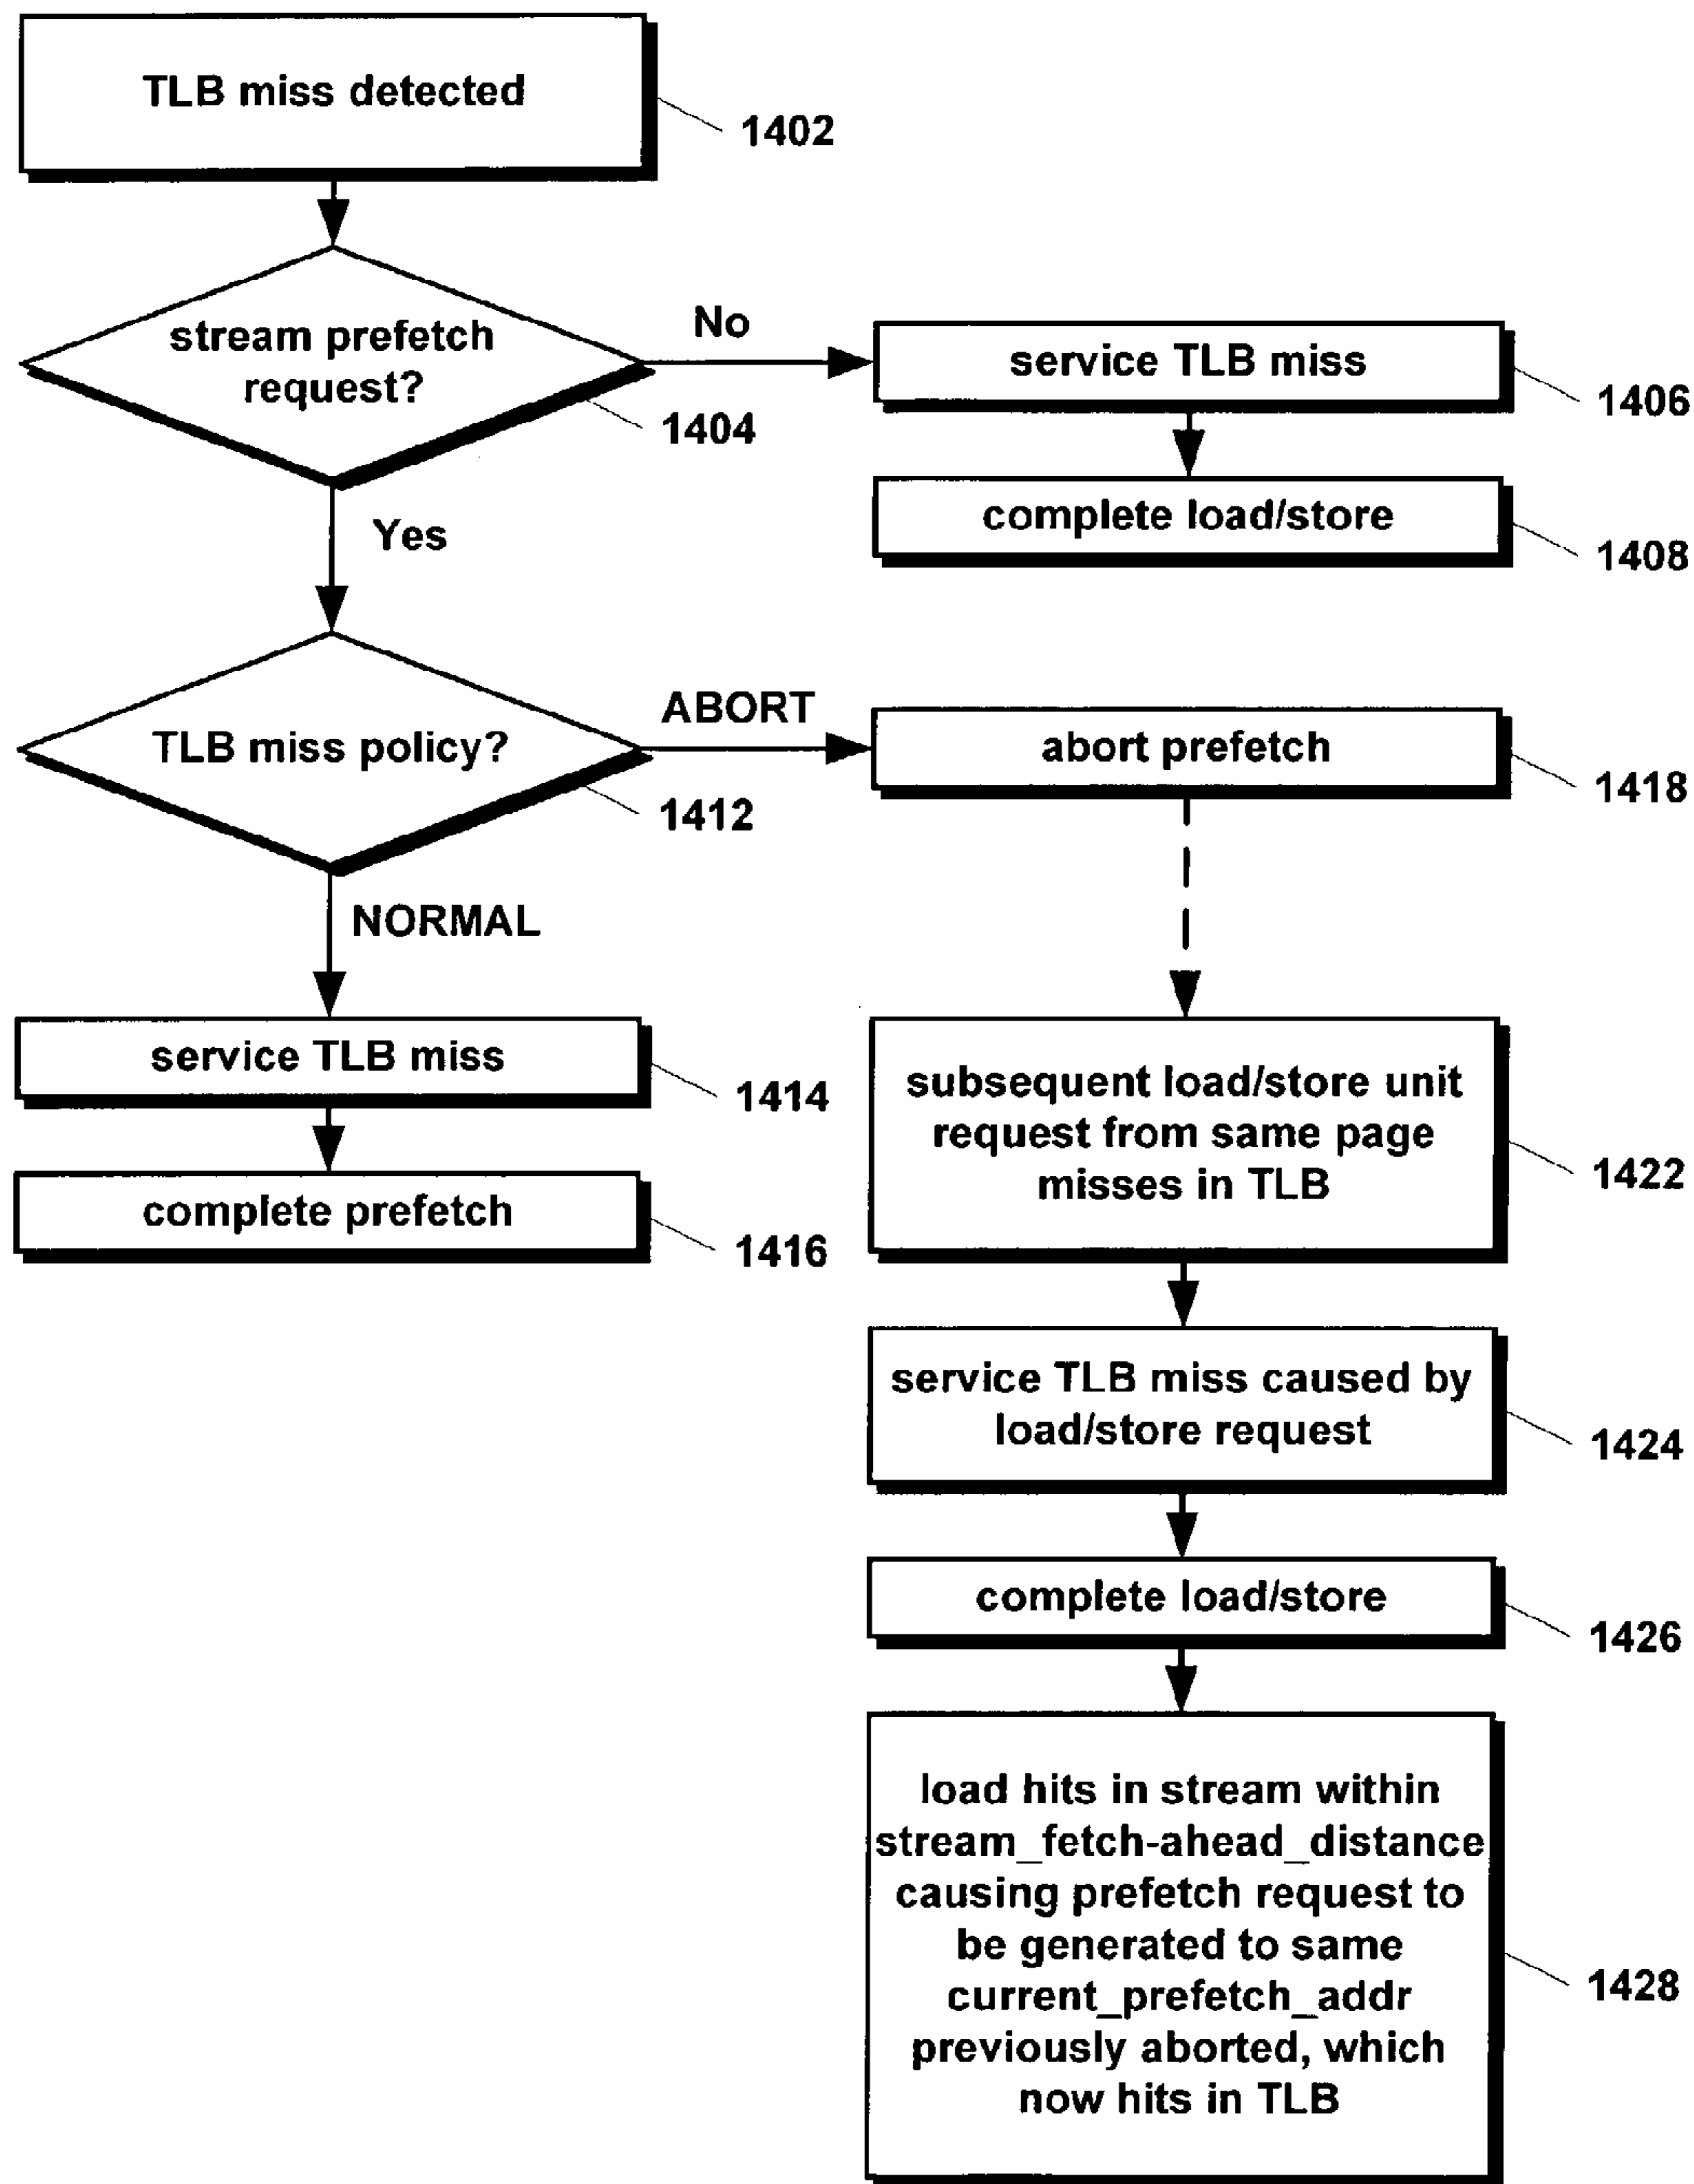 TLB miss detected
1402
stream prefetch
request?
1404
No
service TLB miss
1406
complete load/store
1408
Yes
TLB miss policy?
1412
ABORT
abort prefetch
1418
NORMAL
service TLB miss
1414
complete prefetch
1416
subsequent load/store unit
request from same page
misses in TLB
1422
service TLB miss caused by
load/store request
1424
complete load/store
1426
load hits in stream within
stream_fetch-ahead_distance
causing prefetch request to
be generated to same
current_prefetch_addr
previously aborted, which
now hits in TLB
1428